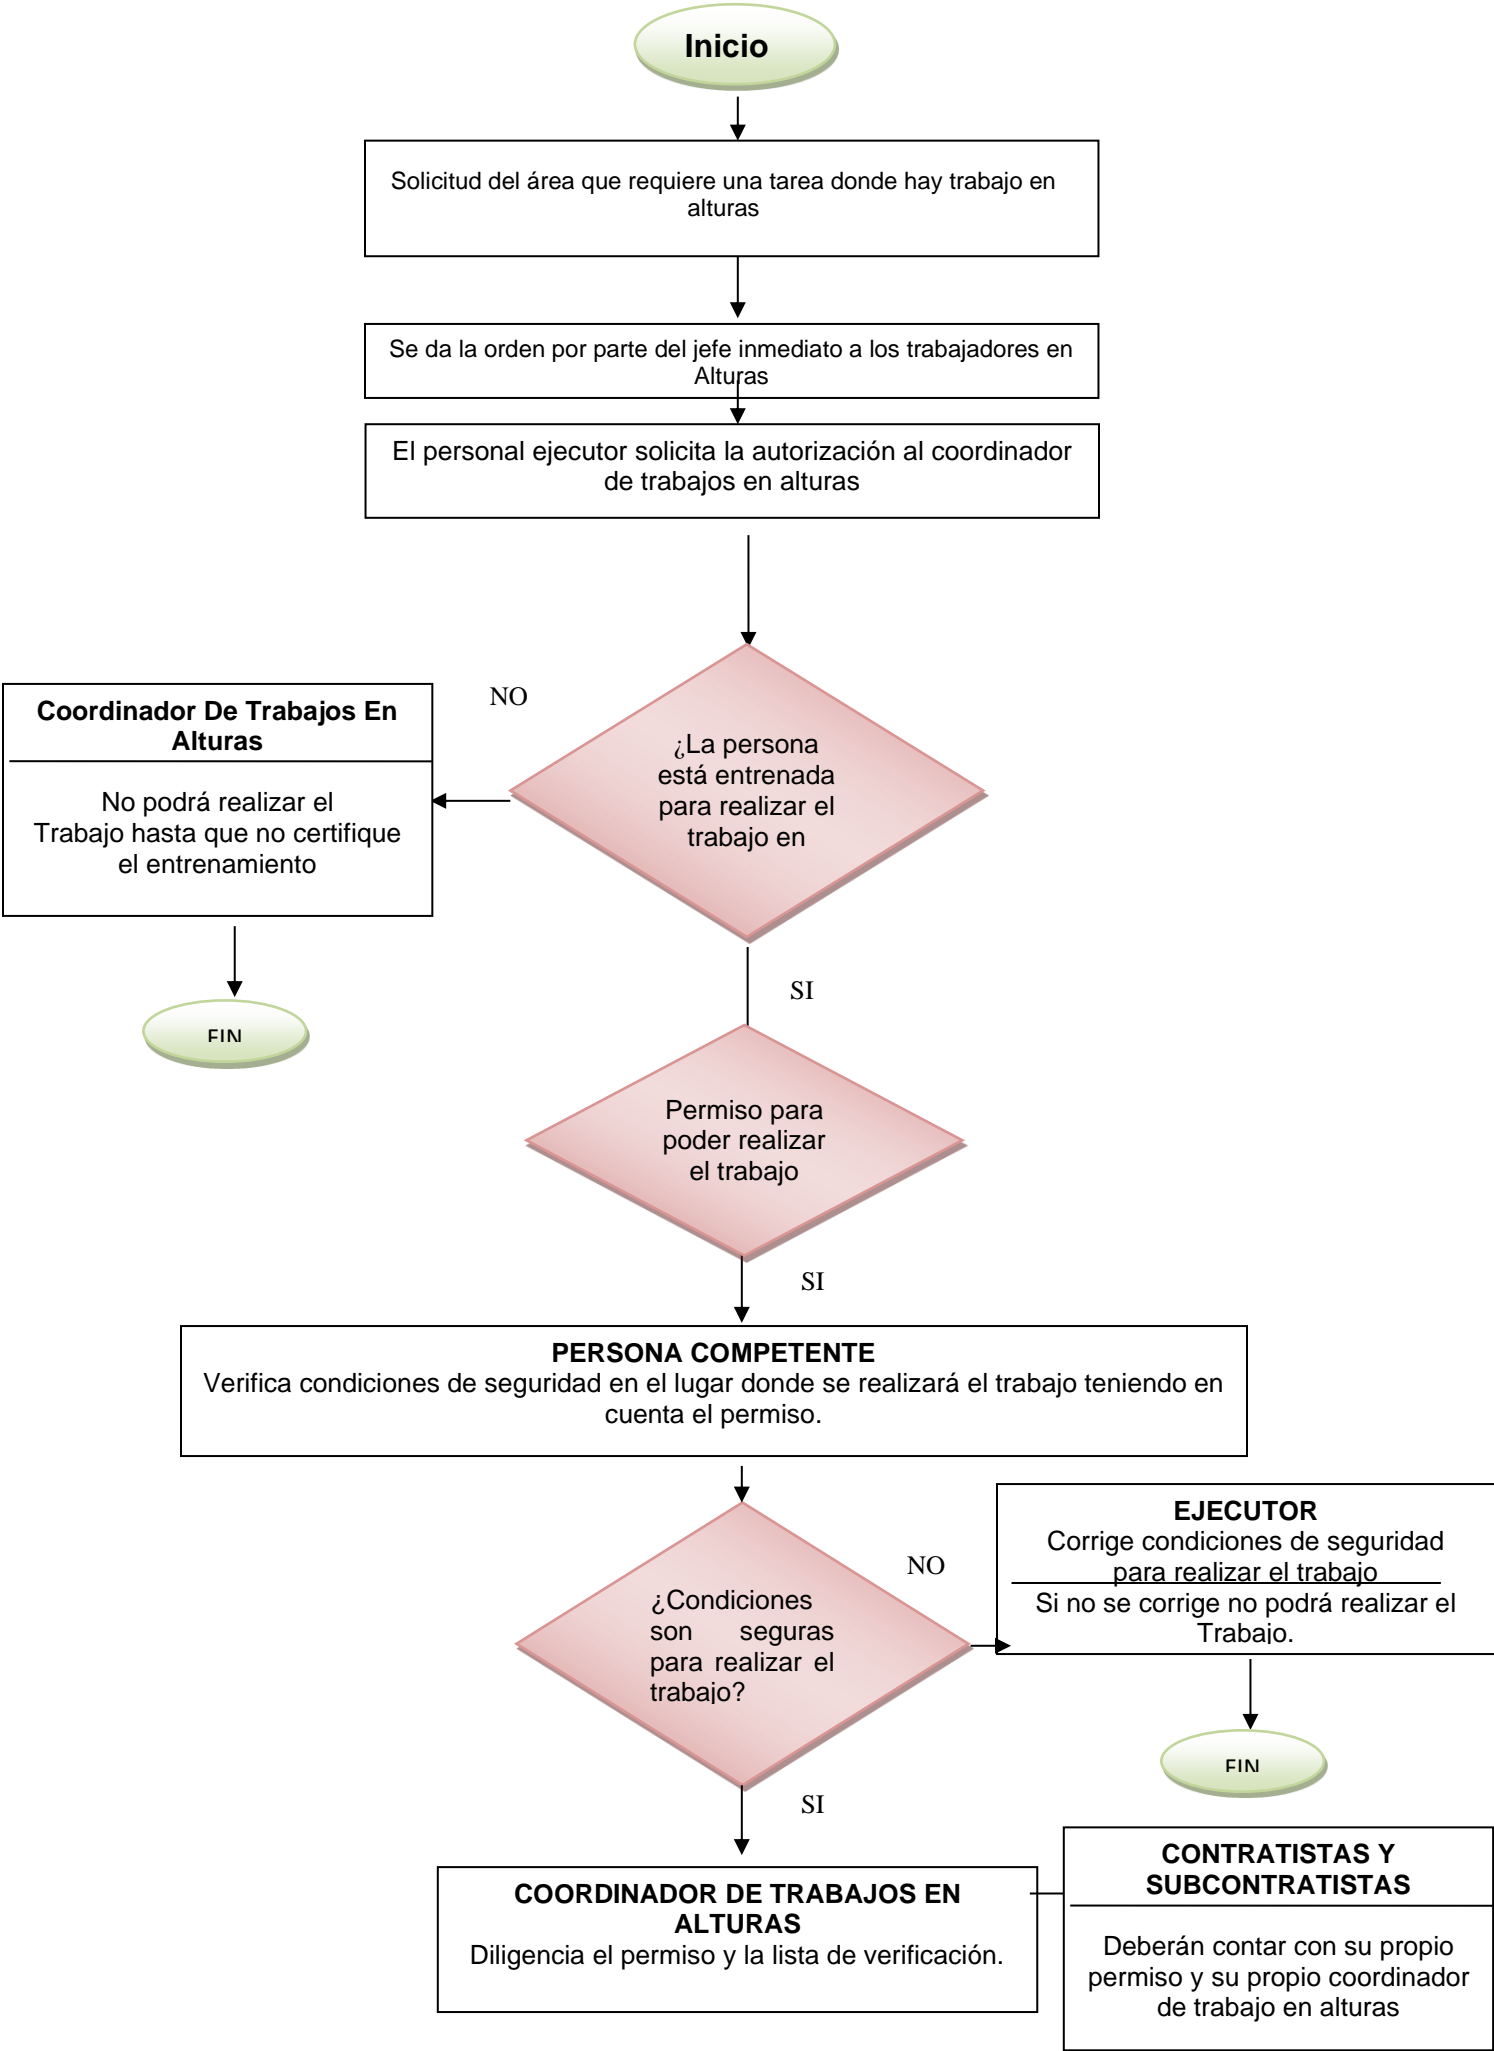 Inicio
Solicitud del área que requiere una tarea donde hay trabajo en
alturas
Se da la orden por parte del jefe inmediato a los trabajadores en
Alturas
El personal ejecutor solicita la autorización al coordinador
de trabajos en alturas
NO
Coordinador De Trabajos En
Alturas
No podrá realizar el
Trabajo hasta que no certifique
el entrenamiento
¿La persona
está entrenada
para realizar el
trabajo en
SI
FIN
Permiso para
poder realizar
el trabajo
SI
PERSONA COMPETENTE
Verifica condiciones de seguridad en el lugar donde se realizará el trabajo teniendo en
cuenta el permiso.
¿Condiciones
son seguras
para realizar el
trabajo?
NO
EJECUTOR
Corrige condiciones de seguridad
para realizar el trabajo
Si no se corrige no podrá realizar el
Trabajo.
FIN
SI
COORDINADOR DE TRABAJOS EN
ALTURAS
Diligencia el permiso y la lista de verificación.
CONTRATISTAS Y
SUBCONTRATISTAS
Deberán contar con su propio
permiso y su propio coordinador
de trabajo en alturas